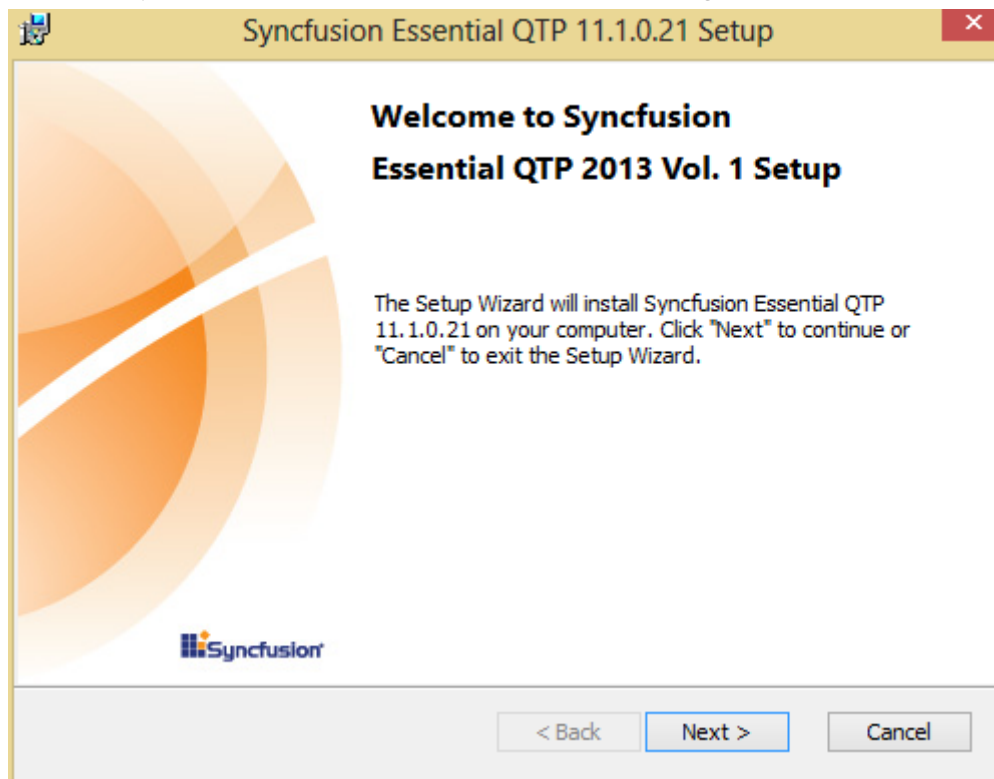 Syncfusion Essential QTP 11.1.0.21 Setup
Welcome to Syncfusion
Essential QTP 2013 Vol. 1 Setup
The Setup Wizard will install Syncfusion Essential QTP
11.1.0.21 on your computer. Click "Next" to continue or
"Cancel" to exit the Setup Wizard.
Syncfusion
< Back Next > Cancel